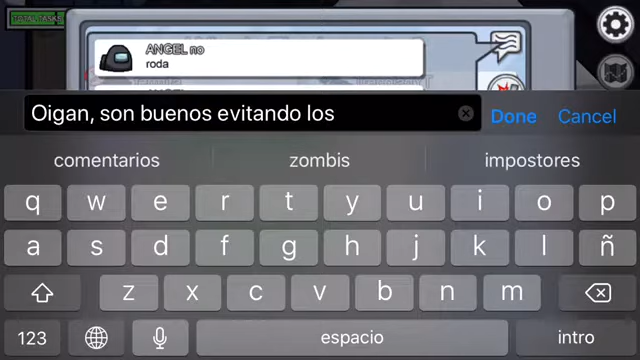 TOTAL TASKS
ANGEL no
roda
Oigan, son buenos evitando los
Done
Cancel
comentarios
zombis
impostores
q w e r t y u i o p
a s d f g h j k l ñ
z x c v b n m
123
espacio
intro